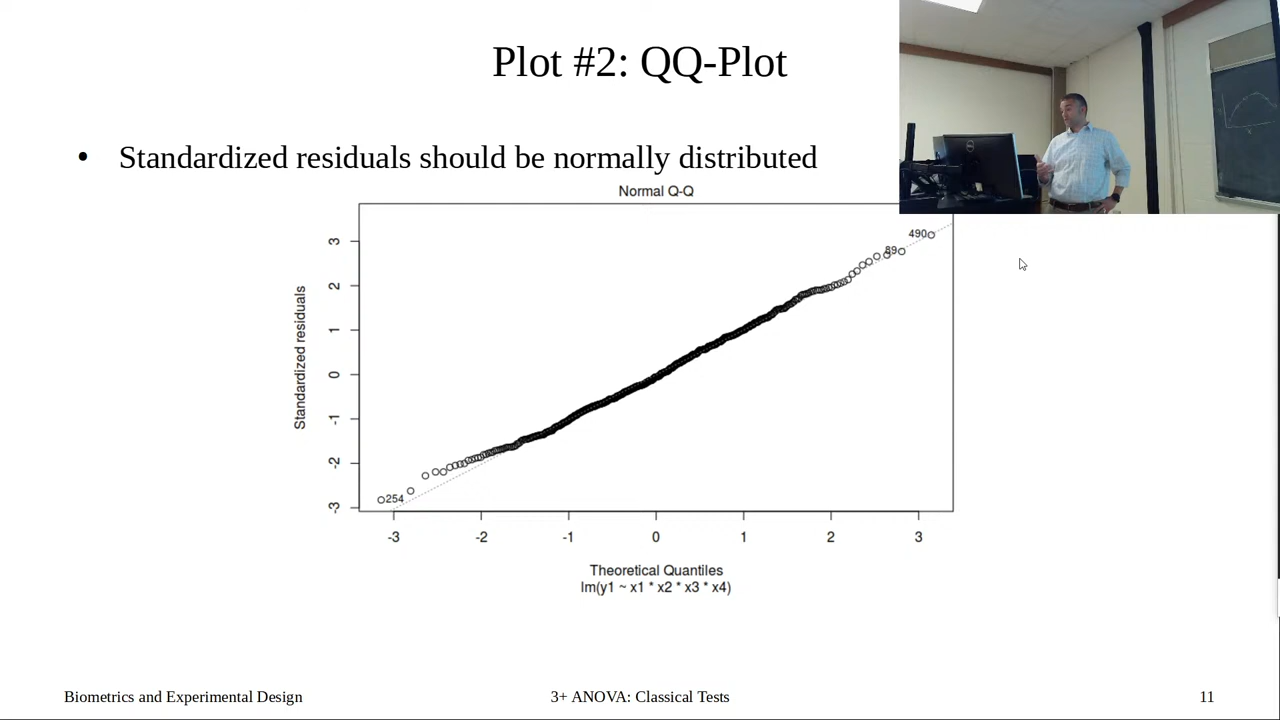 Plot #2: QQ-Plot
• Standardized residuals should be normally distributed
Normal Q-Q
490
89
3
2
1
0
-1
-2
-3
Standardized residuals
254
-3 -2 -1 0 1 2 3
Theoretical Quantiles
lm(y1 ~ x1 * x2 * x3 * x4)
Biometrics and Experimental Design
3+ ANOVA: Classical Tests
11